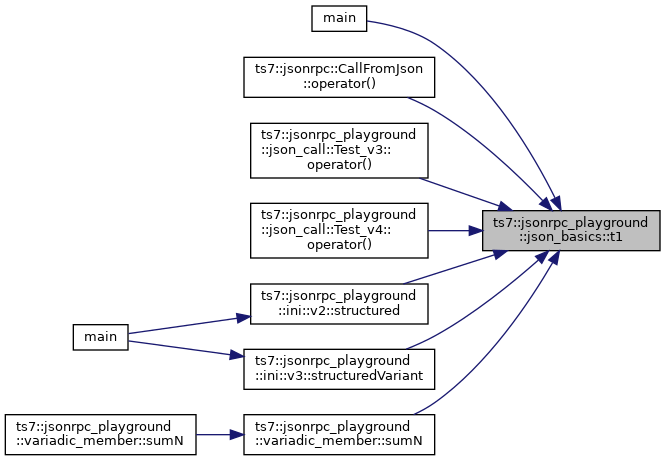 main
ts7::jsonrpc::CallFromJson
::operator()
ts7::jsonrpc_playground
::json_call::Test_v3::
operator()
ts7::jsonrpc_playground
::json_call::Test_v4::
operator()
ts7::jsonrpc_playground
::json_basics::t1
ts7::jsonrpc_playground
::ini::v2::structured
main
ts7::jsonrpc_playground
::ini::v3::structuredVariant
ts7::jsonrpc_playground
::variadic_member::sumN
ts7::jsonrpc_playground
::variadic_member::sumN